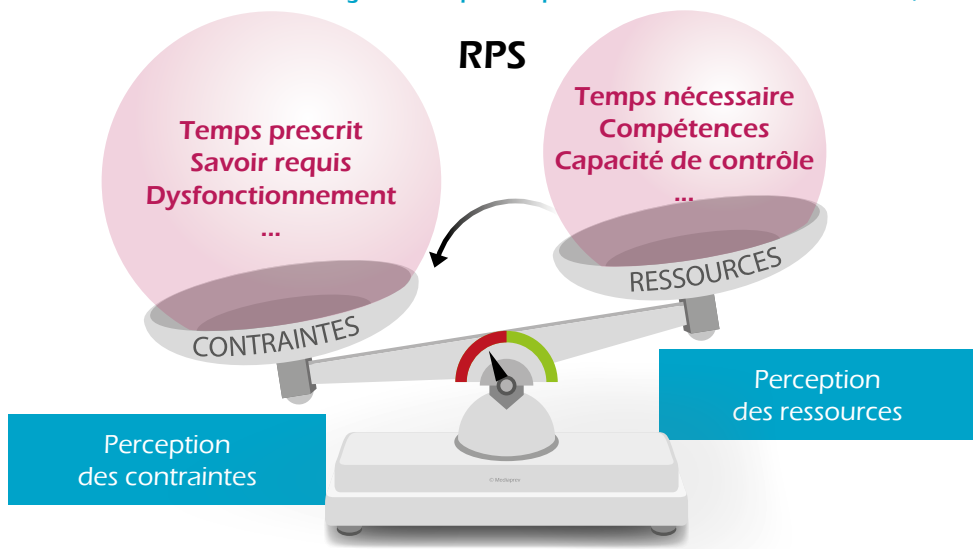 RPS
Temps prescrit
Savoir requis
Dysfonctionnement
...
Temps nécessaire
Compétences
Capacité de contrôle
...
CONTRAINTES
RESSOURCES
Perception
des contraintes
Perception
des ressources
© Médiaprev